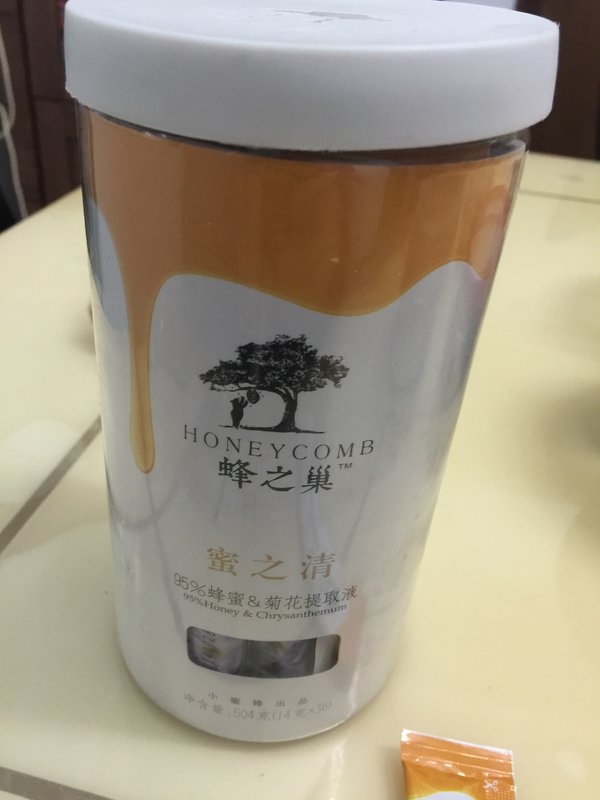 HONEYCOMB
蜂之巢™
蜜之清
95%蜂蜜&菊花提取液
95%Honey & Chrysanthemum
小蜜蜂出品
净含量:504克(14克×36)